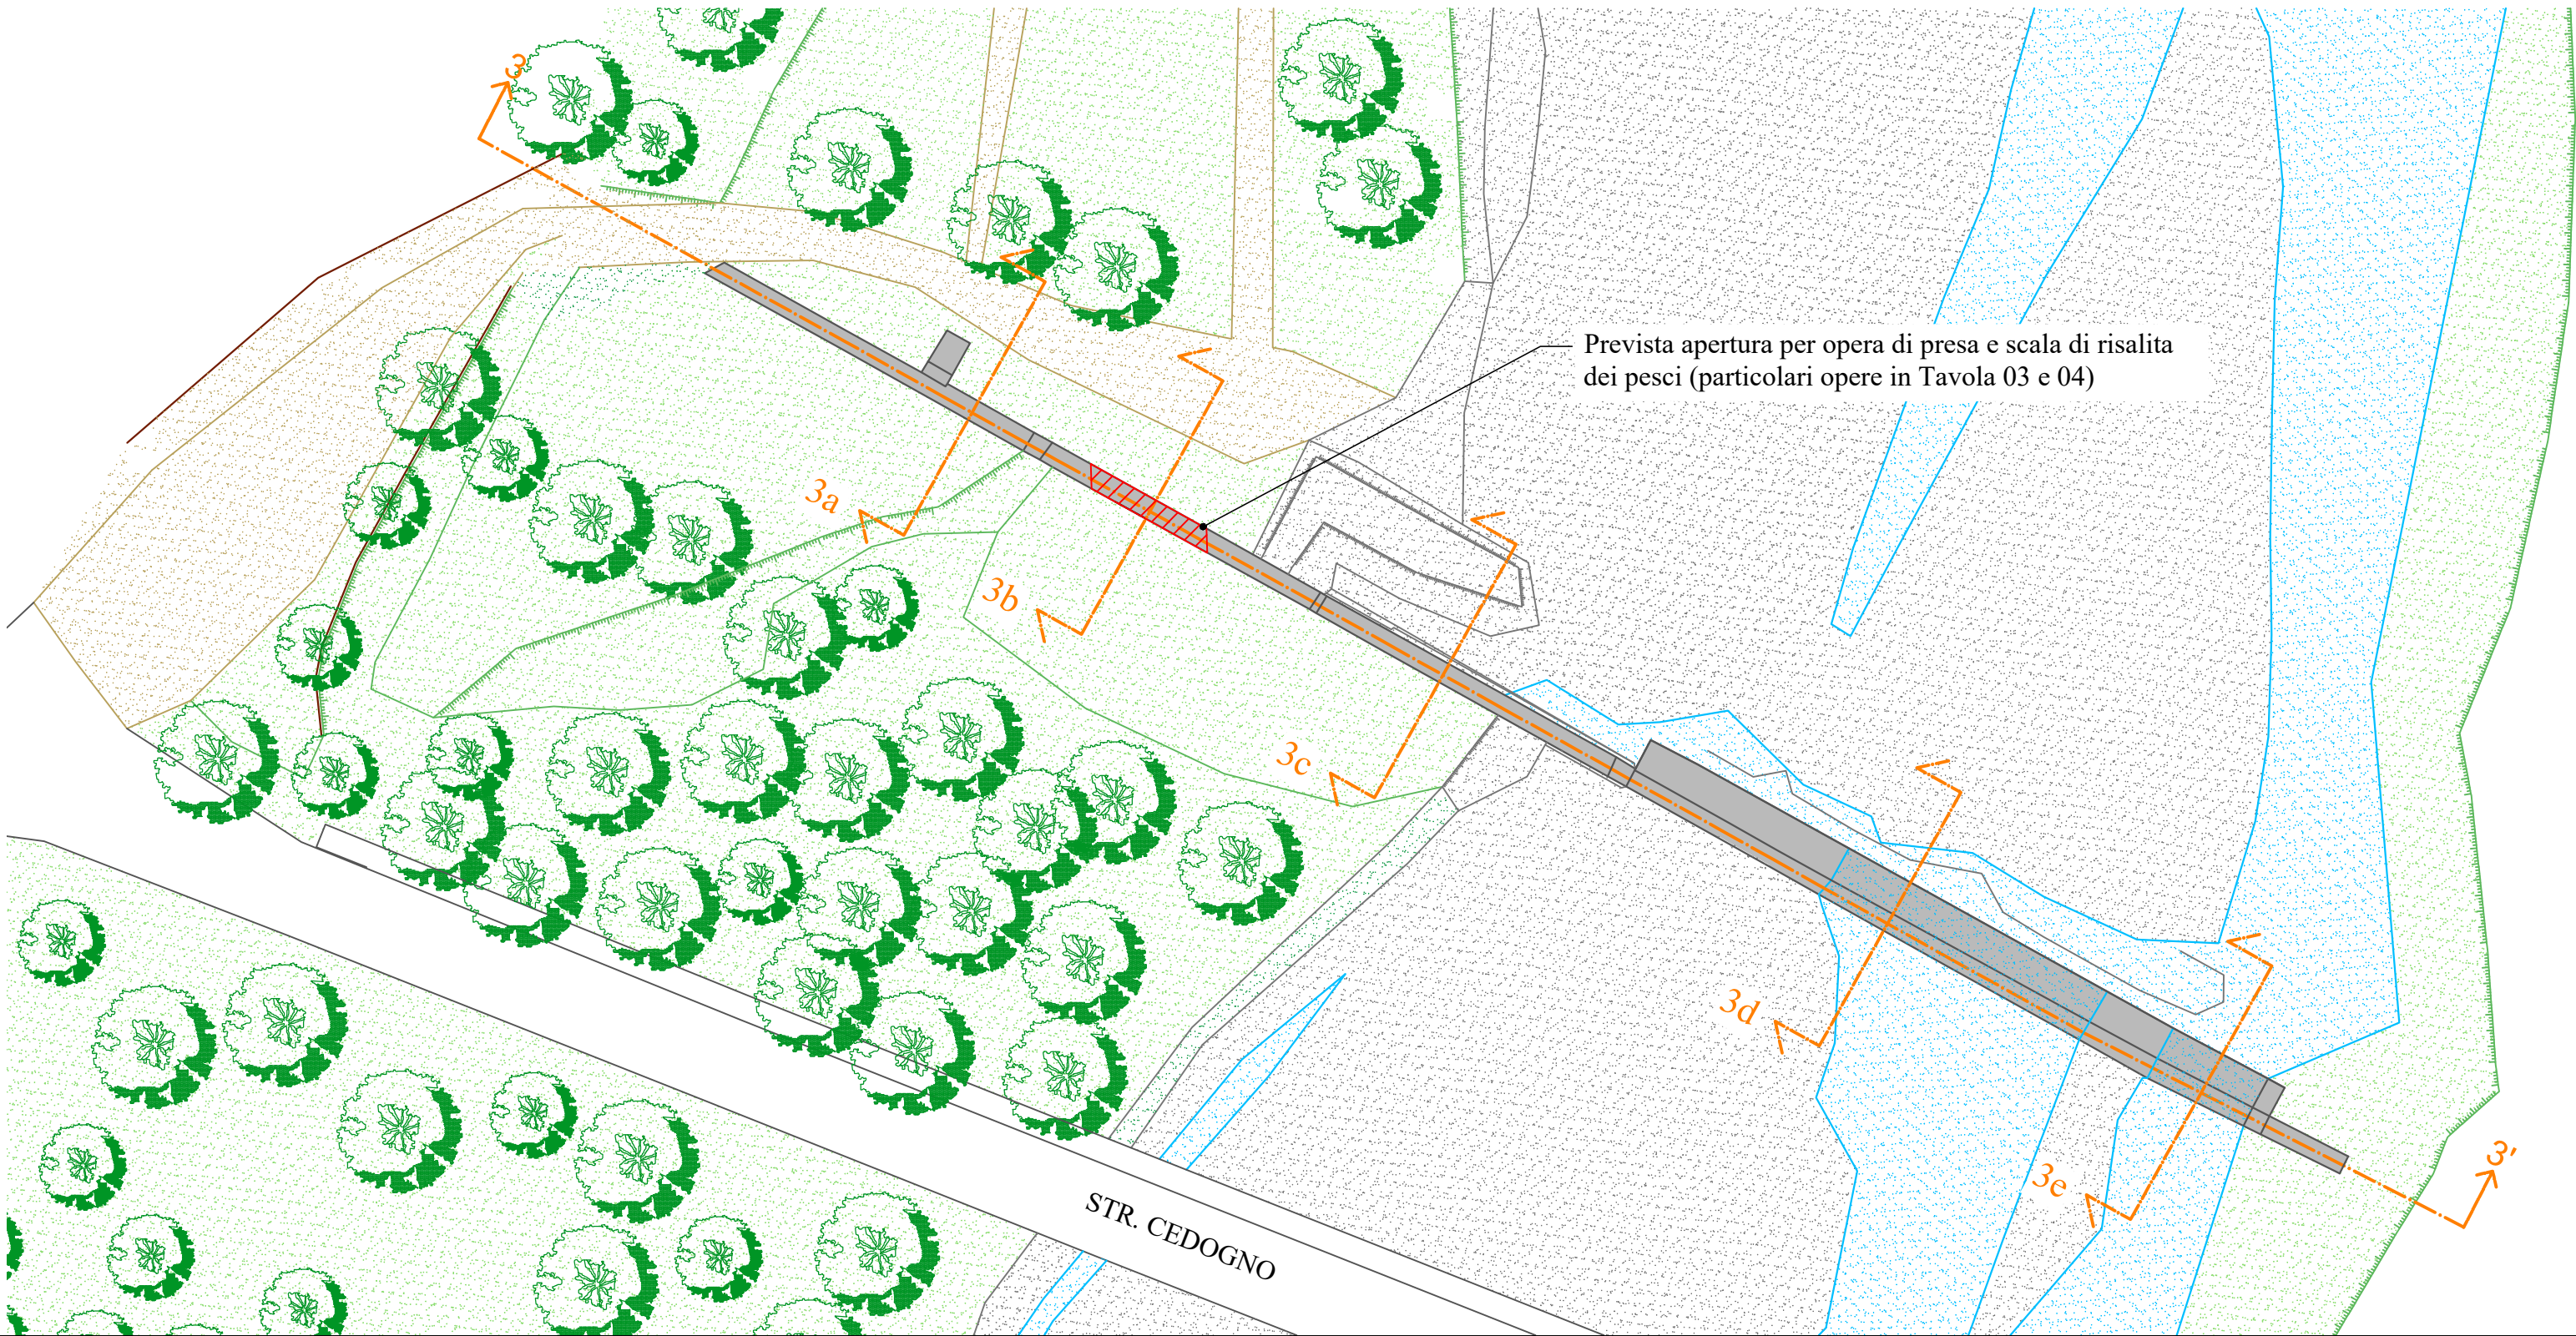 3
Prevista apertura per opera di presa e scala di risalita
dei pesci (particolari opere in Tavola 03 e 04)
3a
3b
3c
3d
3e
3'
STR. CEDOGNO